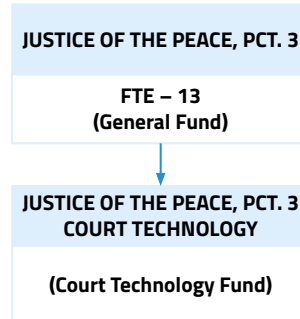 JUSTICE OF THE PEACE, PCT. 3
FTE – 13
(General Fund)
JUSTICE OF THE PEACE, PCT. 3
COURT TECHNOLOGY
(Court Technology Fund)